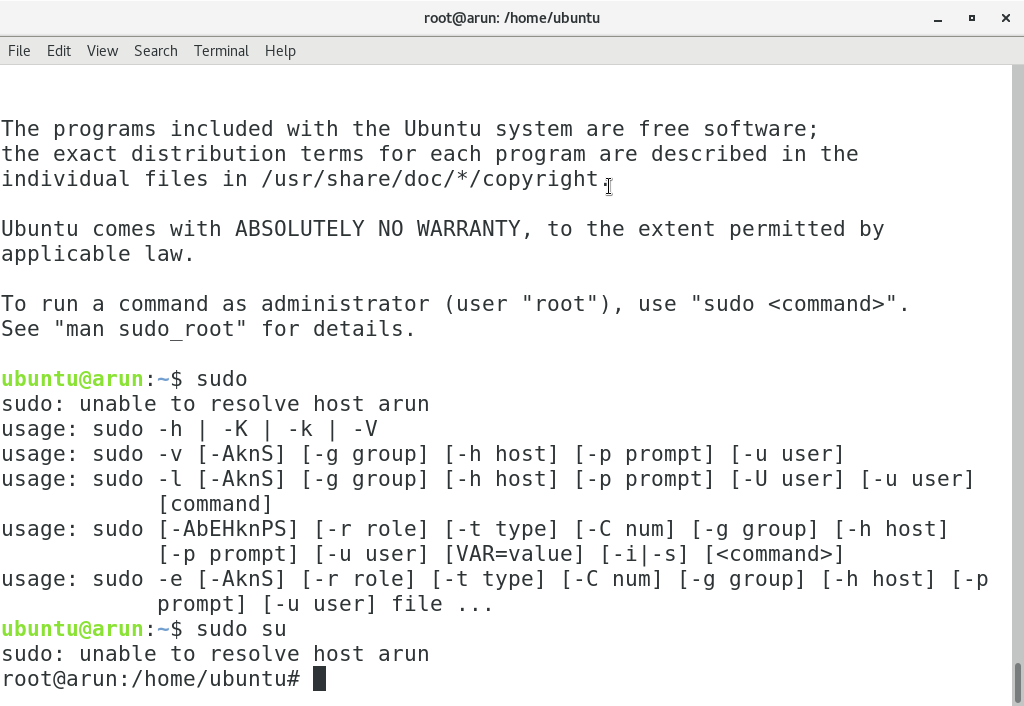 root@arun: /home/ubuntu
File Edit View Search Terminal Help
The programs included with the Ubuntu system are free software;
the exact distribution terms for each program are described in the
individual files in /usr/share/doc/*/copyright.
Ubuntu comes with ABSOLUTELY NO WARRANTY, to the extent permitted by
applicable law.
To run a command as administrator (user "root"), use "sudo <command>".
See "man sudo_root" for details.
ubuntu@arun:~$ sudo
sudo: unable to resolve host arun
usage: sudo -h | -K | -k | -V
usage: sudo -v [-AknS] [-g group] [-h host] [-p prompt] [-u user]
usage: sudo -l [-AknS] [-g group] [-h host] [-p prompt] [-U user] [-u user]
            [command]
usage: sudo [-AbEHknPS] [-r role] [-t type] [-C num] [-g group] [-h host]
            [-p prompt] [-u user] [VAR=value] [-i|-s] [<command>]
usage: sudo -e [-AknS] [-r role] [-t type] [-C num] [-g group] [-h host] [-p
            prompt] [-u user] file ...
ubuntu@arun:~$ sudo su
sudo: unable to resolve host arun
root@arun:/home/ubuntu#